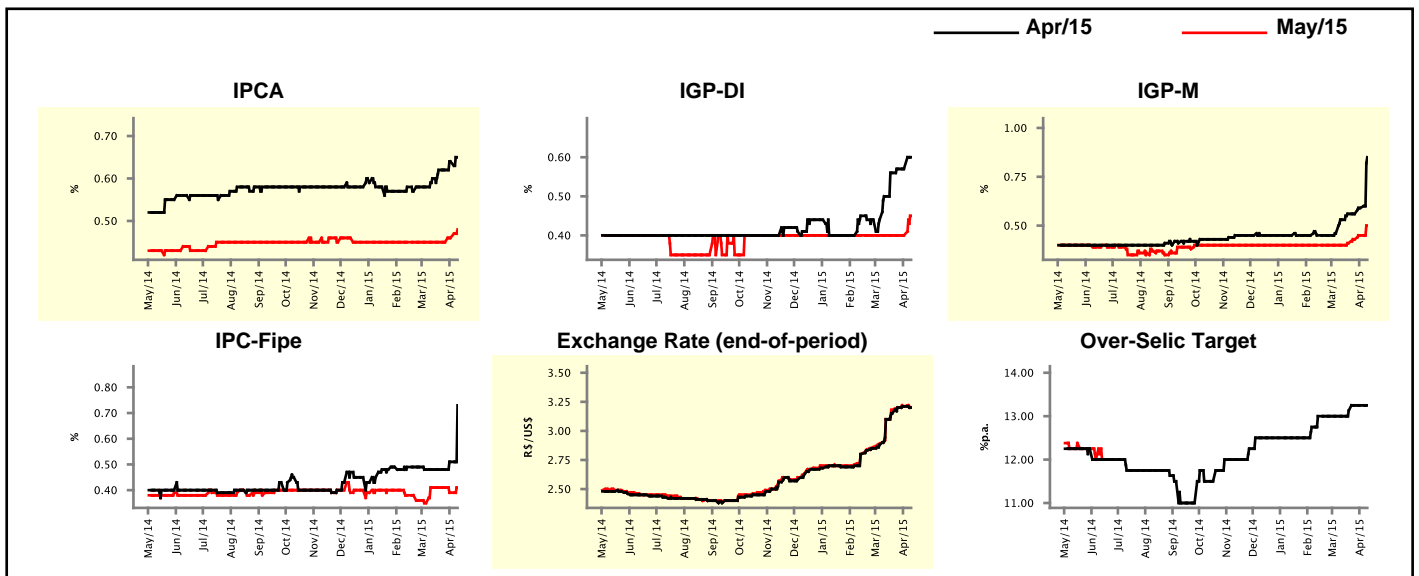 Apr/15 May/15
IPCA
%
0.70
0.60
0.50
May/14 Jun/14 Jul/14 Aug/14 Sep/14 Oct/14 Nov/14 Dec/14 Jan/15 Feb/15 Mar/15 Apr/15
IGP-DI
%
0.60
0.50
0.40
May/14 Jun/14 Jul/14 Aug/14 Sep/14 Oct/14 Nov/14 Dec/14 Jan/15 Feb/15 Mar/15 Apr/15
IGP-M
%
1.00
0.75
0.50
May/14 Jun/14 Jul/14 Aug/14 Sep/14 Oct/14 Nov/14 Dec/14 Jan/15 Feb/15 Mar/15 Apr/15
IPC-Fipe
%
0.80
0.70
0.60
0.50
0.40
May/14 Jun/14 Jul/14 Aug/14 Sep/14 Oct/14 Nov/14 Dec/14 Jan/15 Feb/15 Mar/15 Apr/15
Exchange Rate (end-of-period)
R$/US$
3.50
3.25
3.00
2.75
2.50
May/14 Jun/14 Jul/14 Aug/14 Sep/14 Oct/14 Nov/14 Dec/14 Jan/15 Feb/15 Mar/15 Apr/15
Over-Selic Target
%p.a.
14.00
13.00
12.00
11.00
May/14 Jun/14 Jul/14 Aug/14 Sep/14 Oct/14 Nov/14 Dec/14 Jan/15 Feb/15 Mar/15 Apr/15